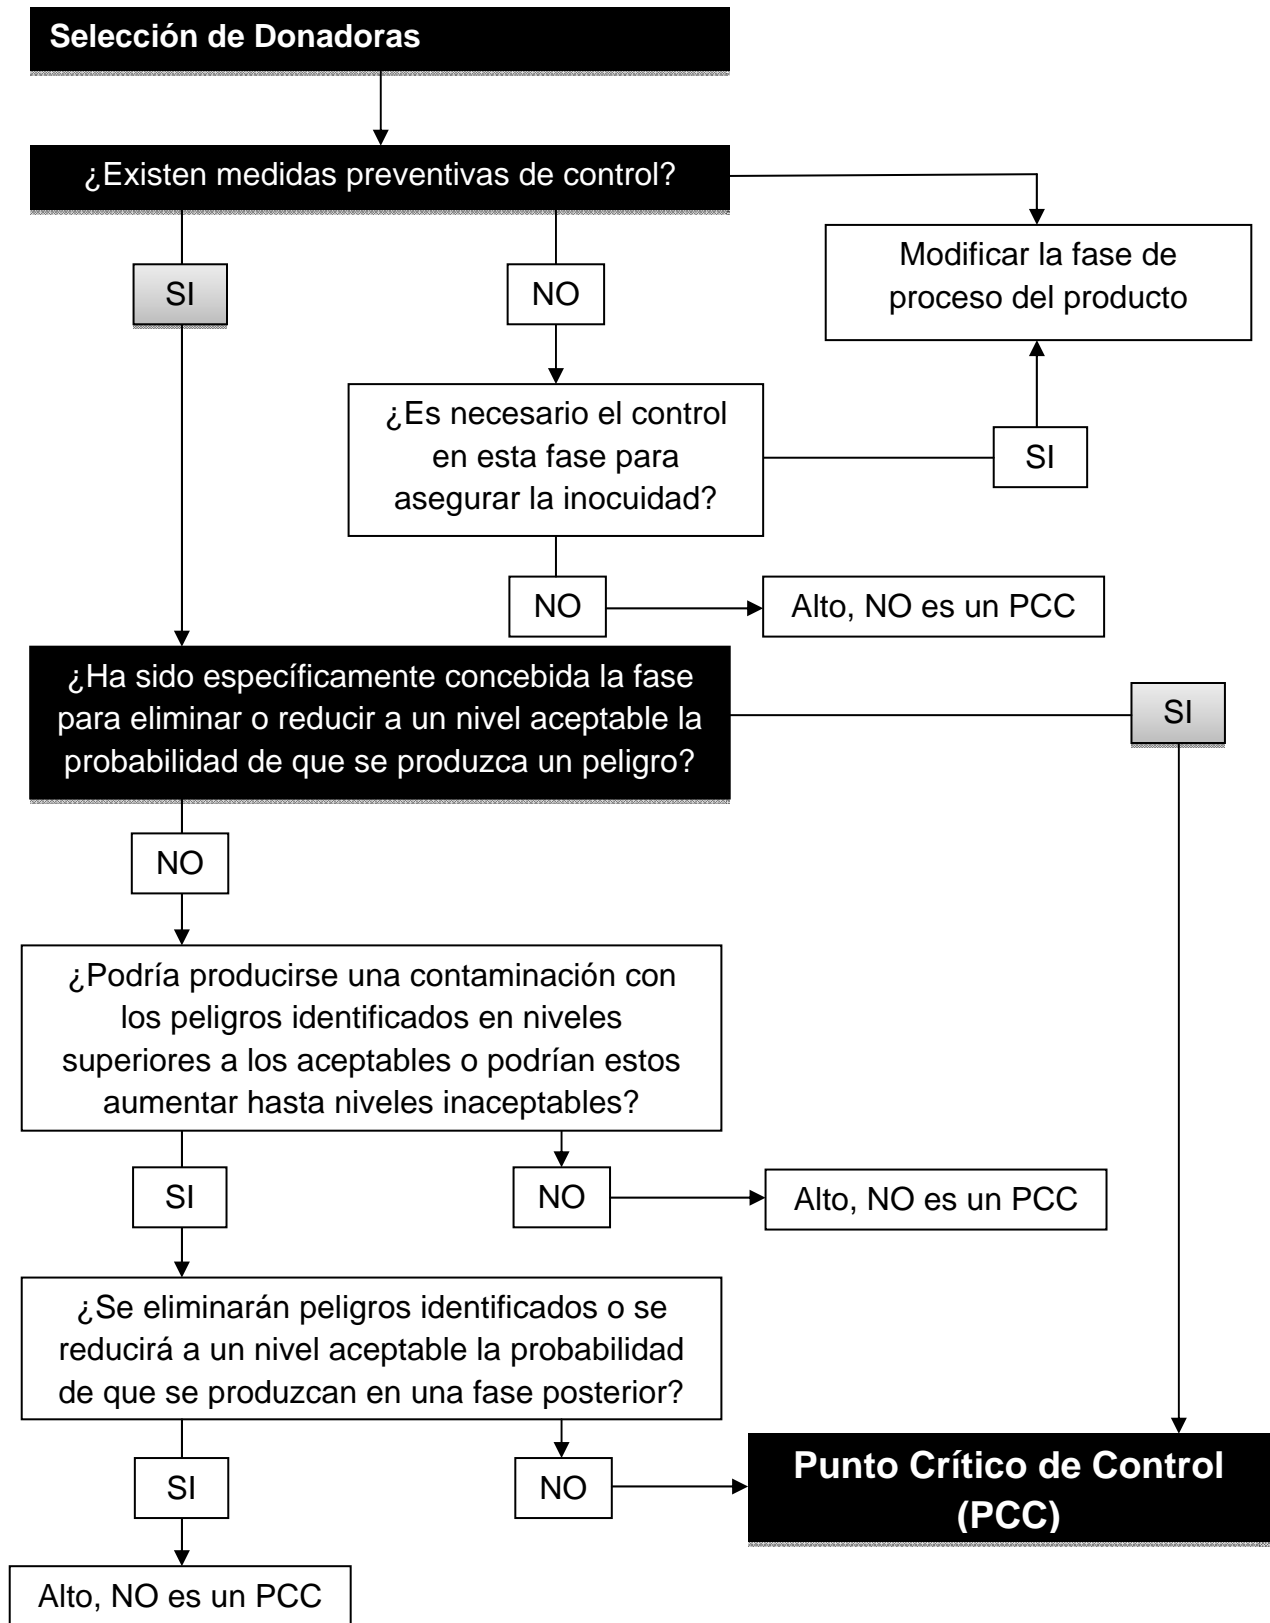 Selección de Donadoras
¿Existen medidas preventivas de control?
SI
NO
Modificar la fase de
proceso del producto
¿Es necesario el control
en esta fase para
asegurar la inocuidad?
SI
NO
Alto, NO es un PCC
¿Ha sido específicamente concebida la fase
para eliminar o reducir a un nivel aceptable la
probabilidad de que se produzca un peligro?
SI
NO
¿Podría producirse una contaminación con
los peligros identificados en niveles
superiores a los aceptables o podrían estos
aumentar hasta niveles inaceptables?
SI
NO
Alto, NO es un PCC
¿Se eliminarán peligros identificados o se
reducirá a un nivel aceptable la probabilidad
de que se produzcan en una fase posterior?
SI
NO
Punto Crítico de Control
(PCC)
Alto, NO es un PCC